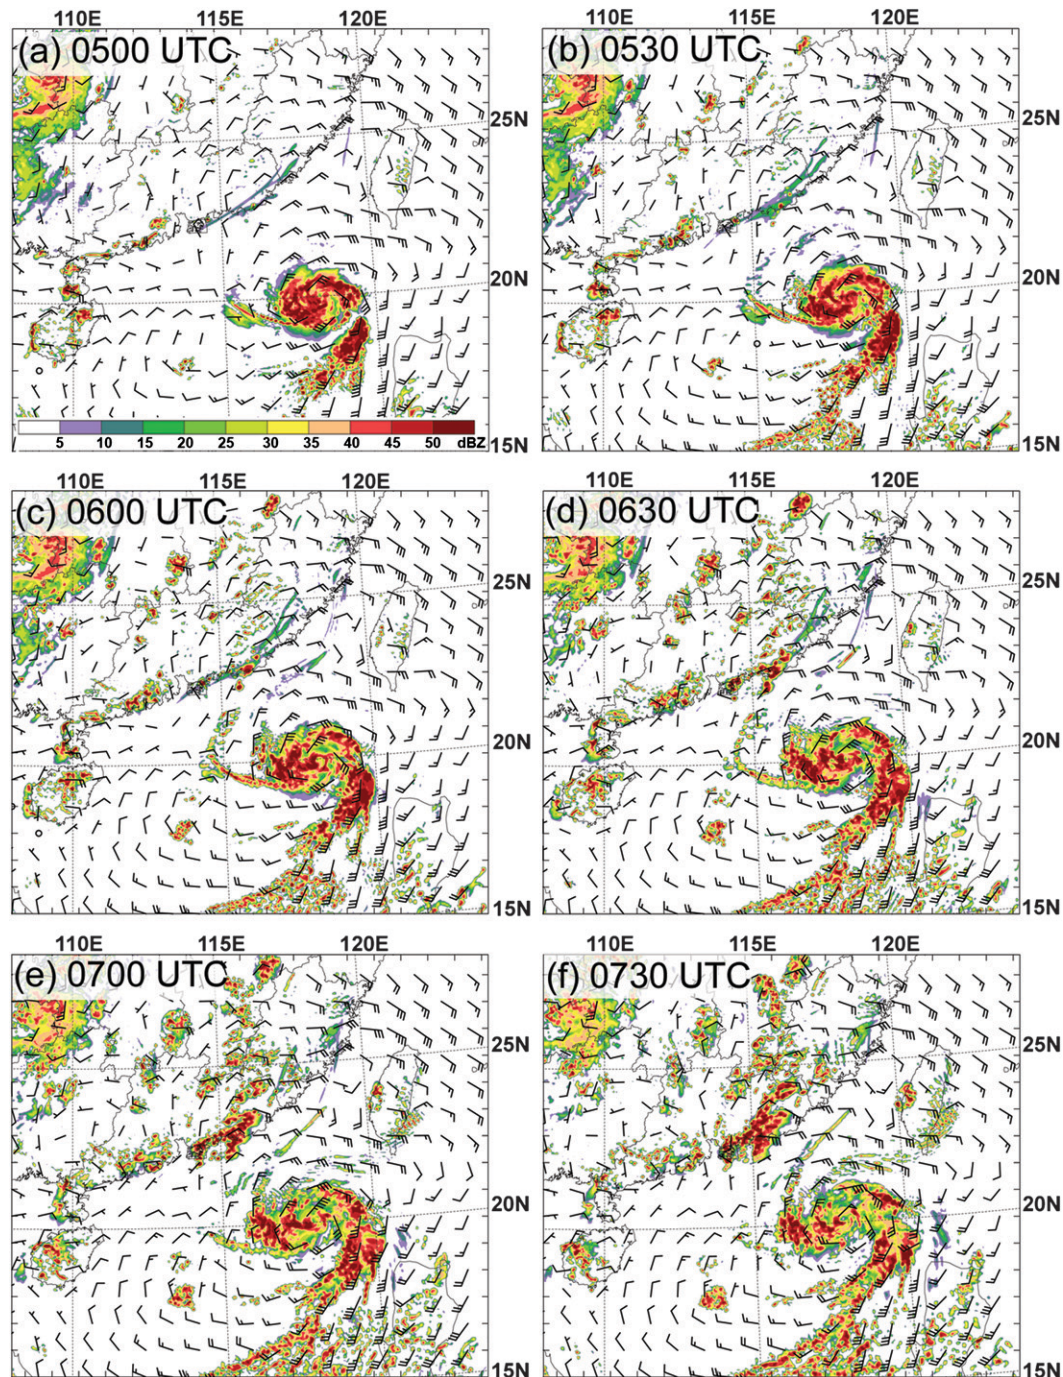 110E 115E 120E
110E 115E 120E
(a) 0500 UTC
(b) 0530 UTC
25N
25N
20N
20N
5 10 15 20 25 30 35 40 45 50 dBZ
15N
15N
110E 115E 120E
110E 115E 120E
(c) 0600 UTC
(d) 0630 UTC
25N
25N
20N
20N
15N
15N
110E 115E 120E
110E 115E 120E
(e) 0700 UTC
(f) 0730 UTC
25N
25N
20N
20N
15N
15N